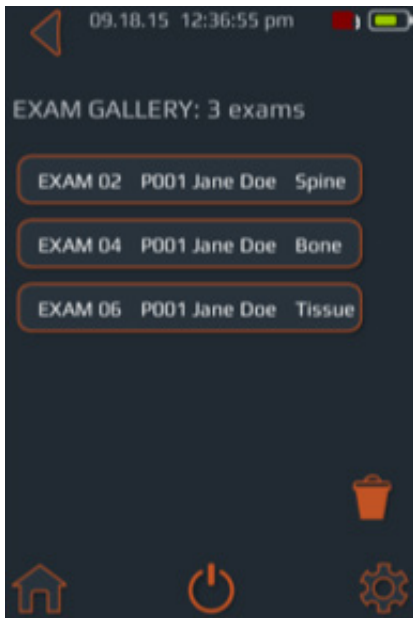 09.18.15 12:36:55 pm
EXAM GALLERY: 3 exams
EXAM 02 P001 Jane Doe Spine
EXAM 04 P001 Jane Doe Bone
EXAM 06 P001 Jane Doe Tissue